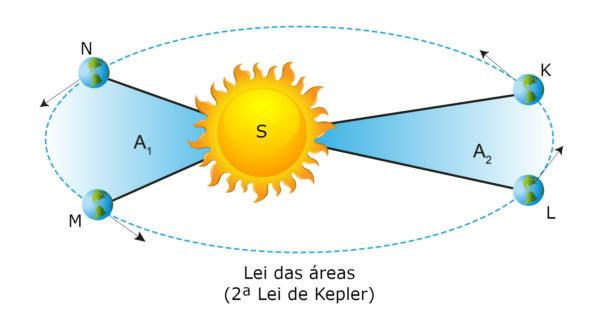 N
K
S
A1
A2
M
L
Lei das áreas
(2ª Lei de Kepler)